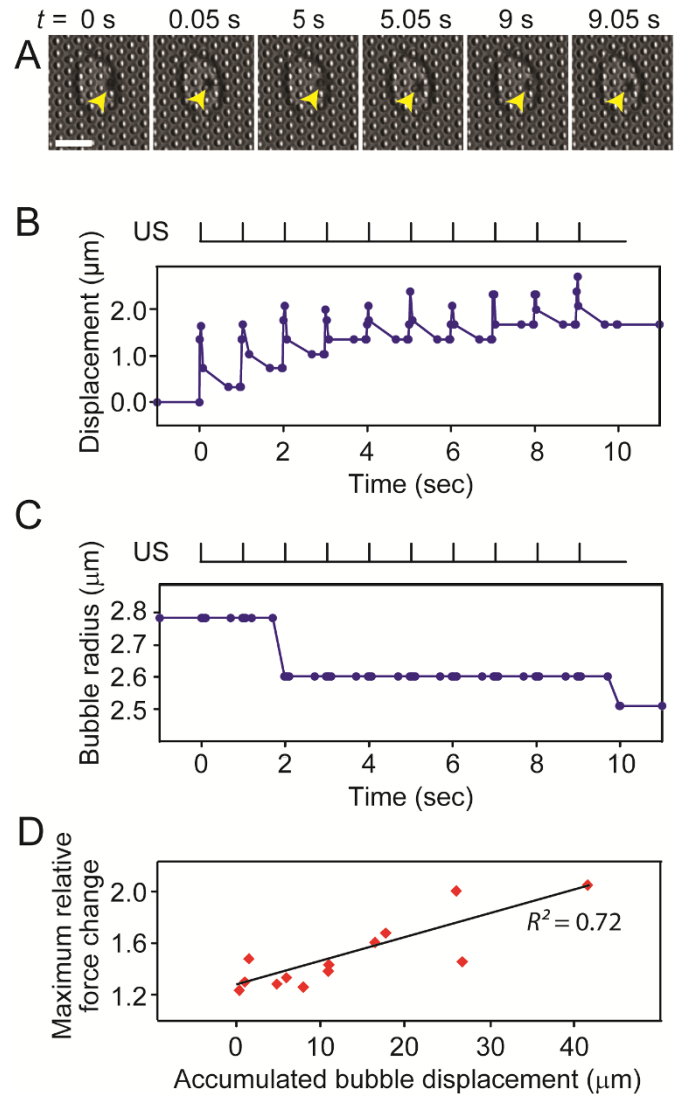 t = 0 s 0.05 s 5 s 5.05 s 9 s 9.05 s
A
B
US
Displacement (μm)
2.0
1.0
0.0
0 2 4 6 8 10
Time (sec)
C
US
Bubble radius (μm)
2.8
2.7
2.6
2.5
0 2 4 6 8 10
Time (sec)
D
Maximum relative
force change
2.0
1.6
1.2
R² = 0.72
0 10 20 30 40
Accumulated bubble displacement (μm)